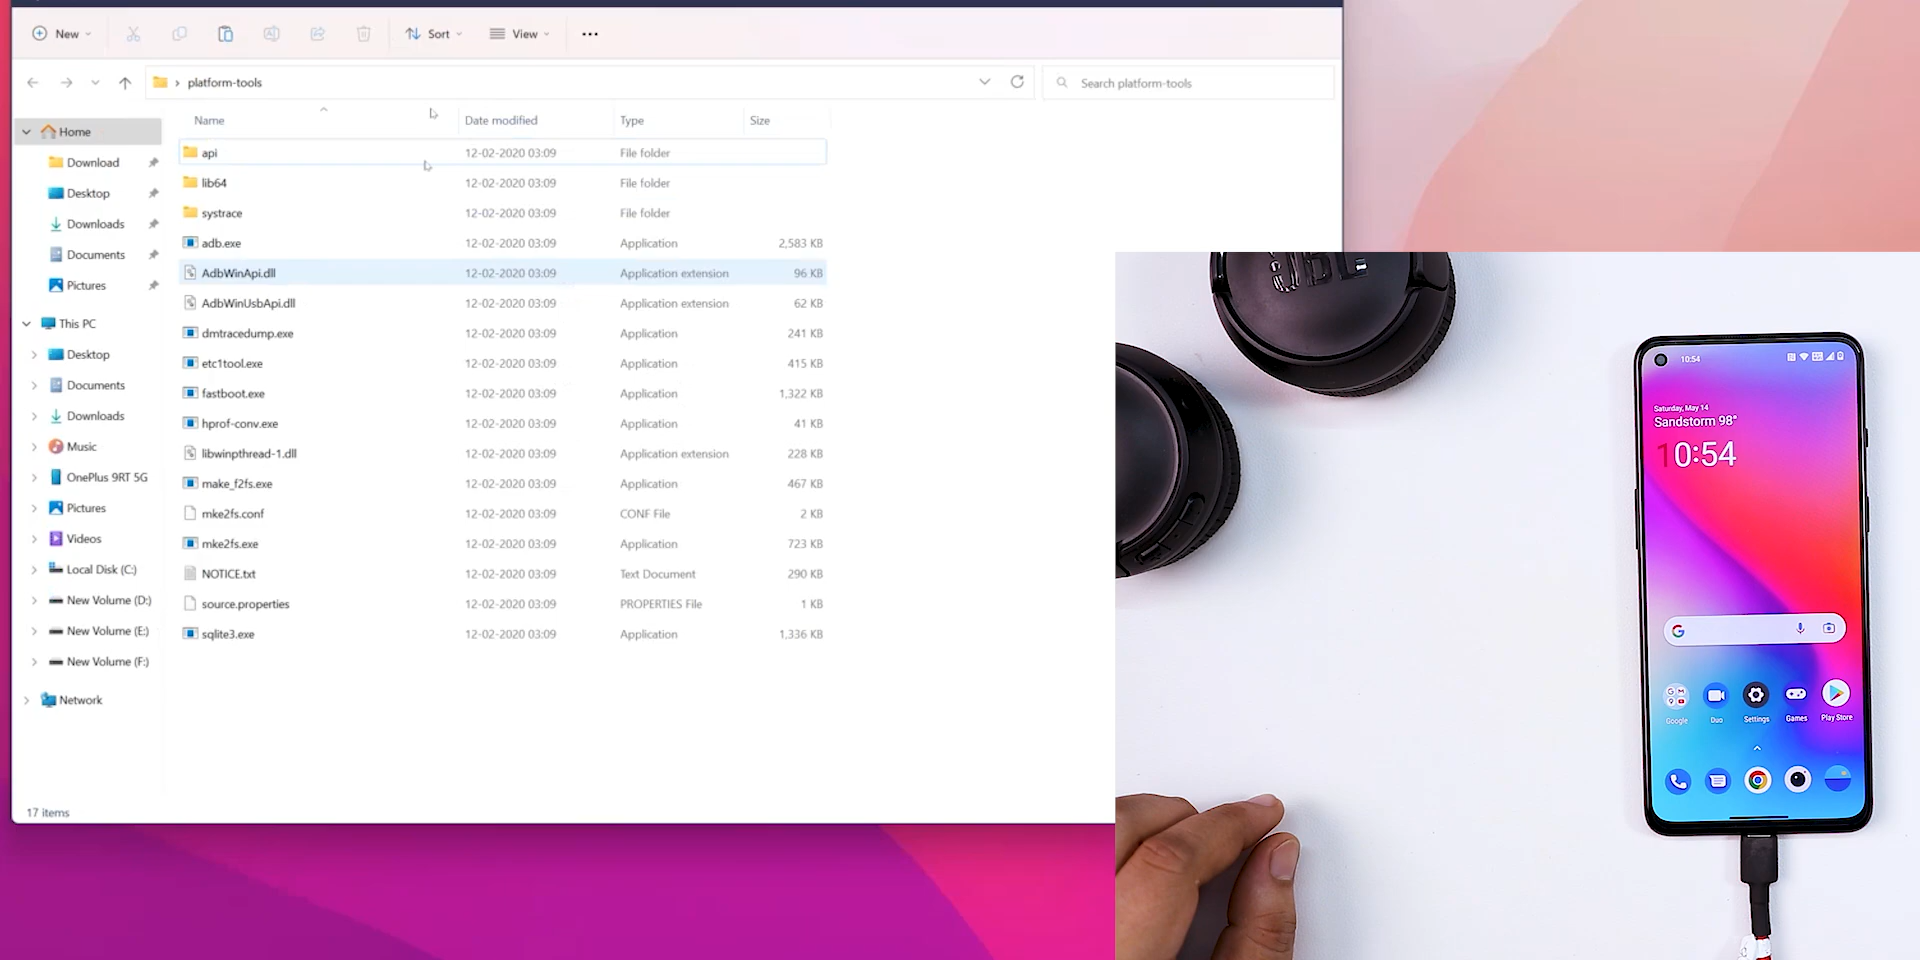 New
Sort
View
platform-tools
Search platform-tools
Home
Download
Desktop
Downloads
Documents
Pictures
This PC
Desktop
Documents
Downloads
Music
OnePlus 9RT 5G
Pictures
Videos
Local Disk (C:)
New Volume (D:)
New Volume (E:)
New Volume (F:)
Network
17 items
Name Date modified Type Size
api 12-02-2020 03:09 File folder
lib64 12-02-2020 03:09 File folder
systrace 12-02-2020 03:09 File folder
adb.exe 12-02-2020 03:09 Application 2,583 KB
AdbWinApi.dll 12-02-2020 03:09 Application extension 96 KB
AdbWinUsbApi.dll 12-02-2020 03:09 Application extension 62 KB
dmtracedump.exe 12-02-2020 03:09 Application 241 KB
etc1tool.exe 12-02-2020 03:09 Application 415 KB
fastboot.exe 12-02-2020 03:09 Application 1,322 KB
hprof-conv.exe 12-02-2020 03:09 Application 41 KB
libwinpthread-1.dll 12-02-2020 03:09 Application extension 228 KB
make_f2fs.exe 12-02-2020 03:09 Application 467 KB
mke2fs.conf 12-02-2020 03:09 CONF File 2 KB
mke2fs.exe 12-02-2020 03:09 Application 723 KB
NOTICE.txt 12-02-2020 03:09 Text Document 290 KB
source.properties 12-02-2020 03:09 PROPERTIES File 1 KB
sqlite3.exe 12-02-2020 03:09 Application 1,336 KB
JBL
10:54
Saturday, May 14
Sandstorm 98°
10:54
Google Duo Settings Games Play Store